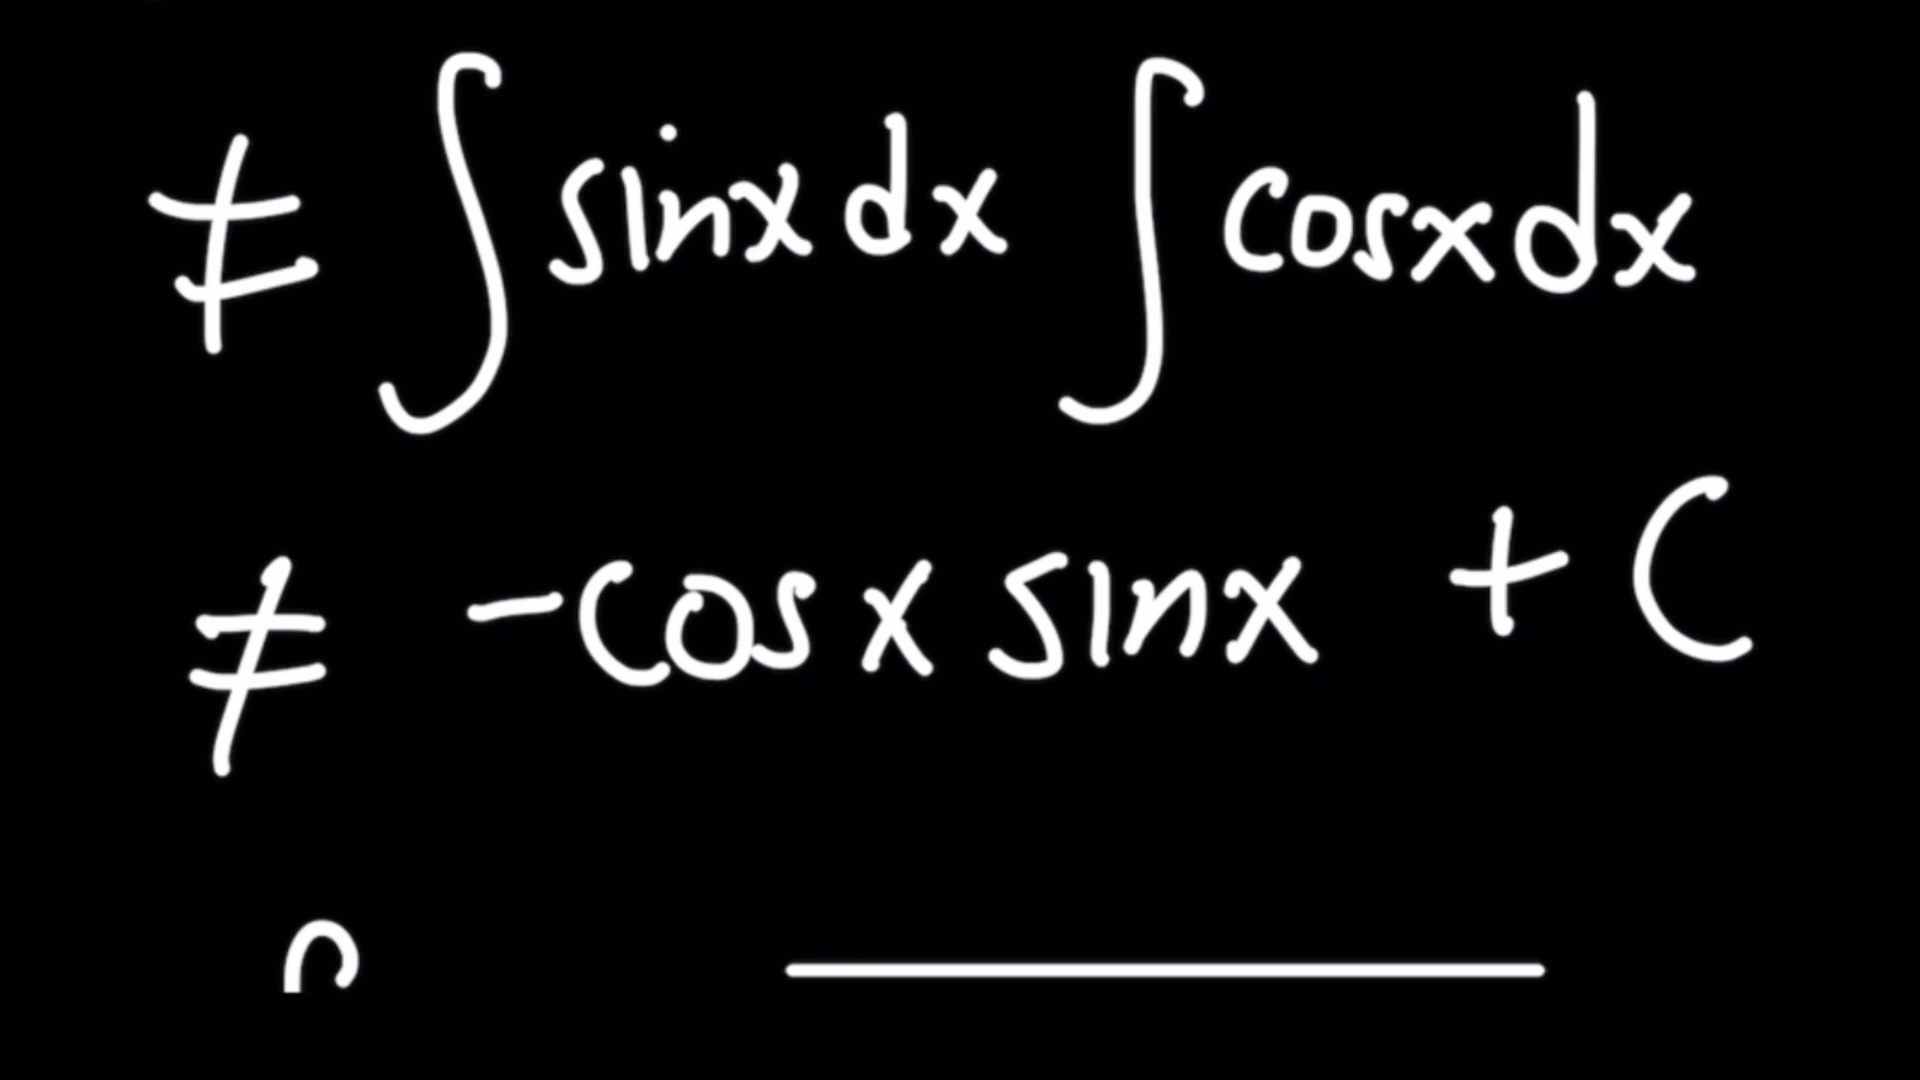 ≠ ∫ sinx dx ∫ cosx dx
≠ -cos x sinx + C